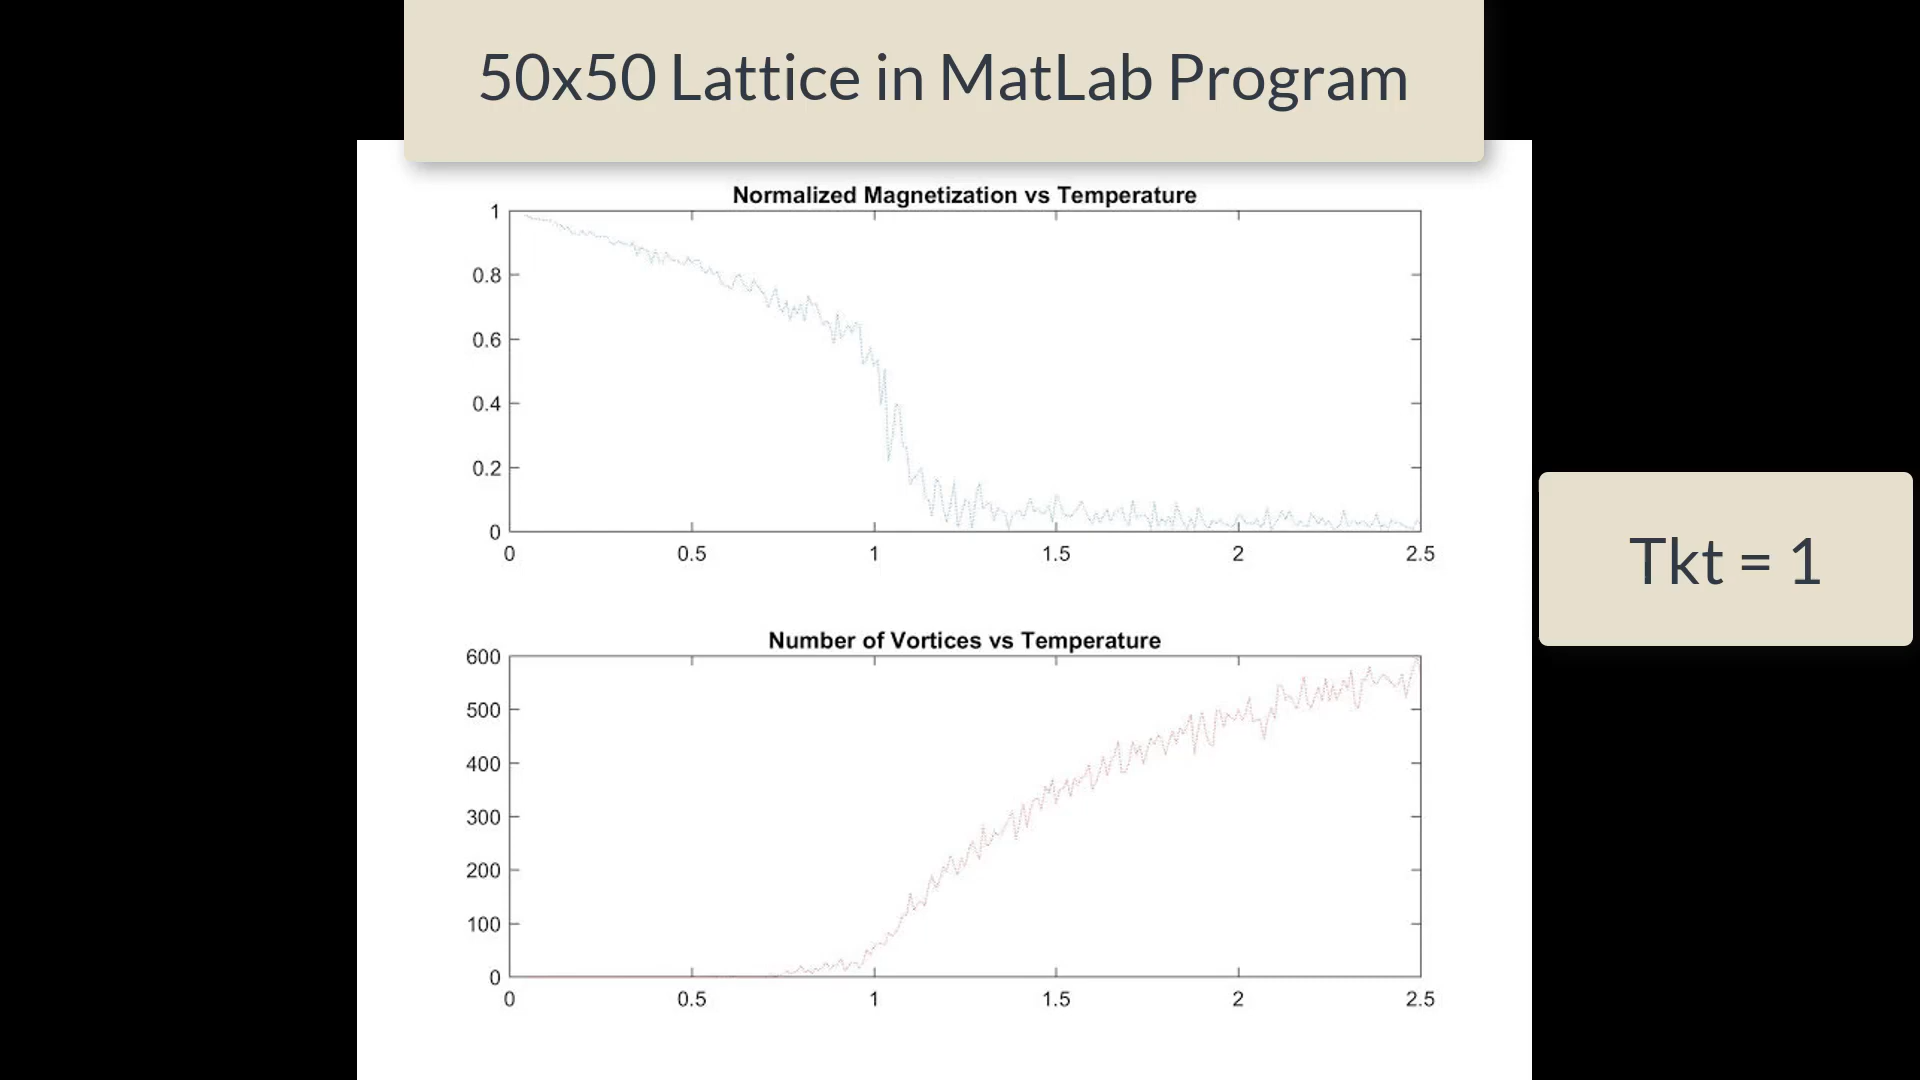 50x50 Lattice in MatLab Program
Normalized Magnetization vs Temperature
1
0.8
0.6
0.4
0.2
0
0 0.5 1 1.5 2 2.5
Tkt = 1
Number of Vortices vs Temperature
600
500
400
300
200
100
0
0 0.5 1 1.5 2 2.5